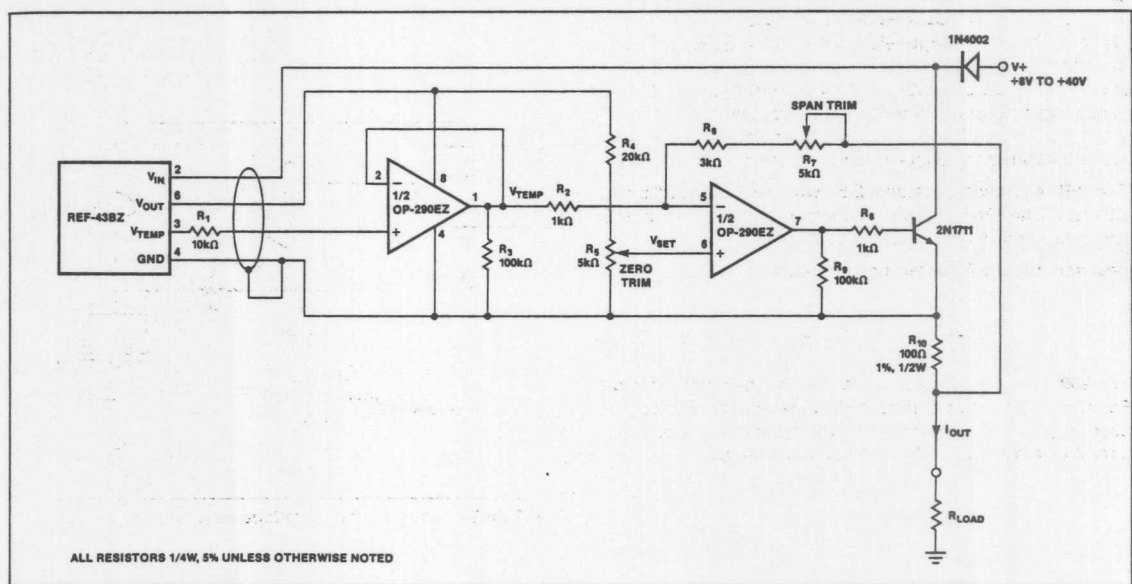 1N4002
V+
+8V TO +40V
SPAN TRIM
R4
20kΩ
R6
3kΩ
R7
5kΩ
REF-43BZ
VIN
2
VOUT
6
VTEMP
3
GND
4
R1
10kΩ
2
−
8
1/2
OP-290EZ
1
+
4
VTEMP
R2
1kΩ
R3
100kΩ
R5
5kΩ
ZERO
TRIM
VSET
5
−
1/2
OP-290EZ
7
6
+
R8
1kΩ
2N1711
R9
100kΩ
R10
100Ω
1%, 1/2W
IOUT
RLOAD
ALL RESISTORS 1/4W, 5% UNLESS OTHERWISE NOTED